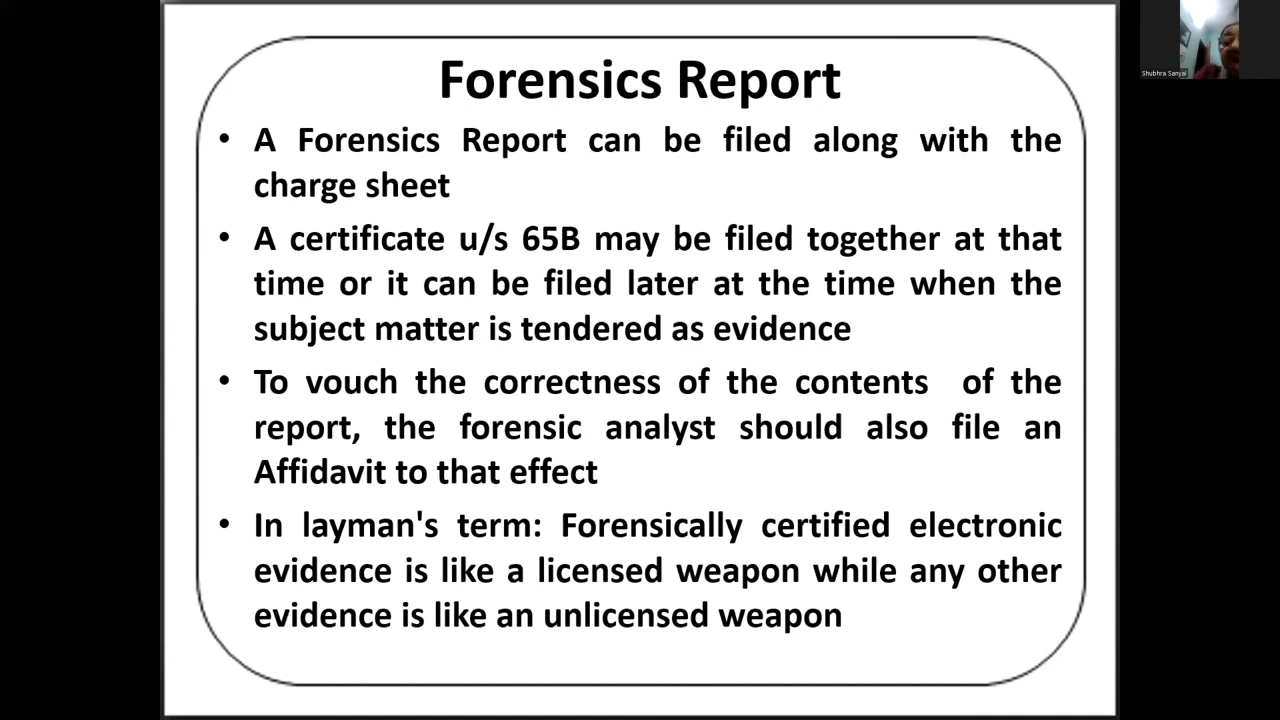 Forensics Report
• A Forensics Report can be filed along with the
charge sheet
• A certificate u/s 65B may be filed together at that
time or it can be filed later at the time when the
subject matter is tendered as evidence
• To vouch the correctness of the contents of the
report, the forensic analyst should also file an
Affidavit to that effect
• In layman's term: Forensically certified electronic
evidence is like a licensed weapon while any other
evidence is like an unlicensed weapon
Shubhra Sanyal